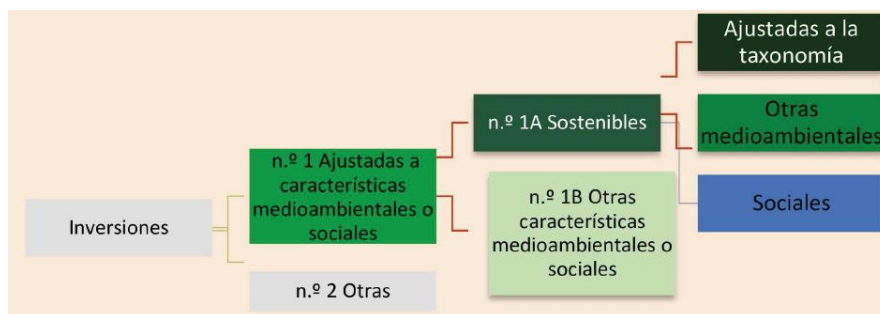 Inversiones
n.º 1 Ajustadas a
características
medioambientales o
sociales
n.º 2 Otras
n.º 1A Sostenibles
n.º 1B Otras
características
medioambientales o
sociales
Ajustadas a la
taxonomía
Otras
medioambientales
Sociales